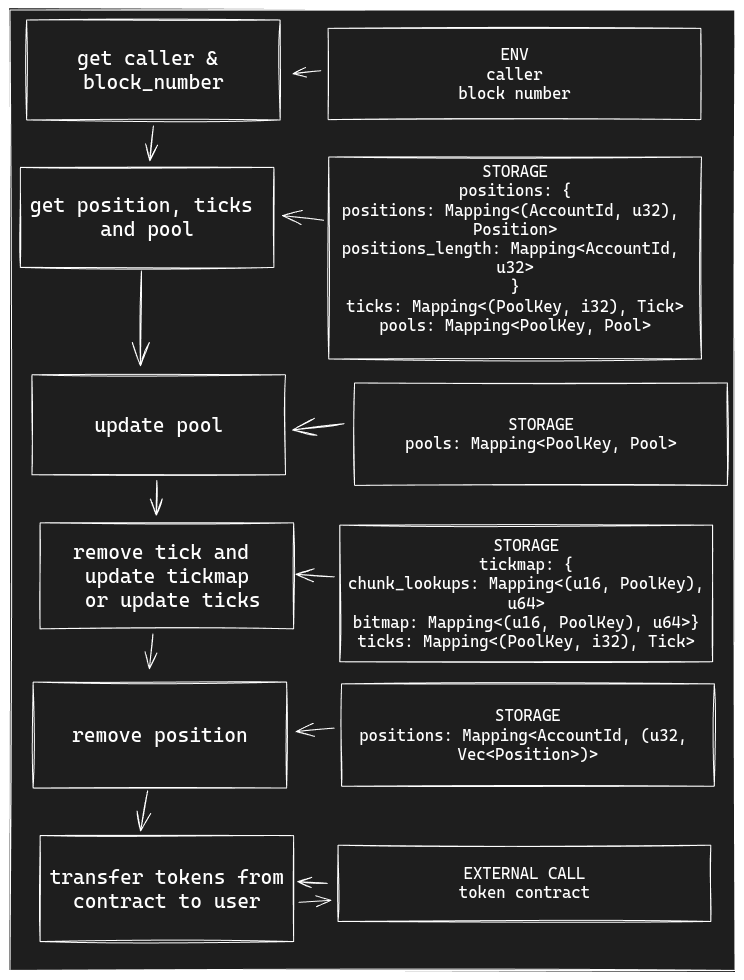 get caller &
block_number
ENV
caller
block number
get position, ticks
and pool
STORAGE
positions: {
positions: Mapping<(AccountId, u32),
Position>
positions_length: Mapping<AccountId,
u32>
}
ticks: Mapping<(PoolKey, i32), Tick>
pools: Mapping<PoolKey, Pool>
update pool
STORAGE
pools: Mapping<PoolKey, Pool>
remove tick and
update tickmap
or update ticks
STORAGE
tickmap: {
chunk_lookups: Mapping<(u16, PoolKey),
u64>
bitmap: Mapping<(u16, PoolKey), u64>}
ticks: Mapping<(PoolKey, i32), Tick>
remove position
STORAGE
positions: Mapping<AccountId, (u32,
Vec<Position>)>
transfer tokens from
contract to user
EXTERNAL CALL
token contract